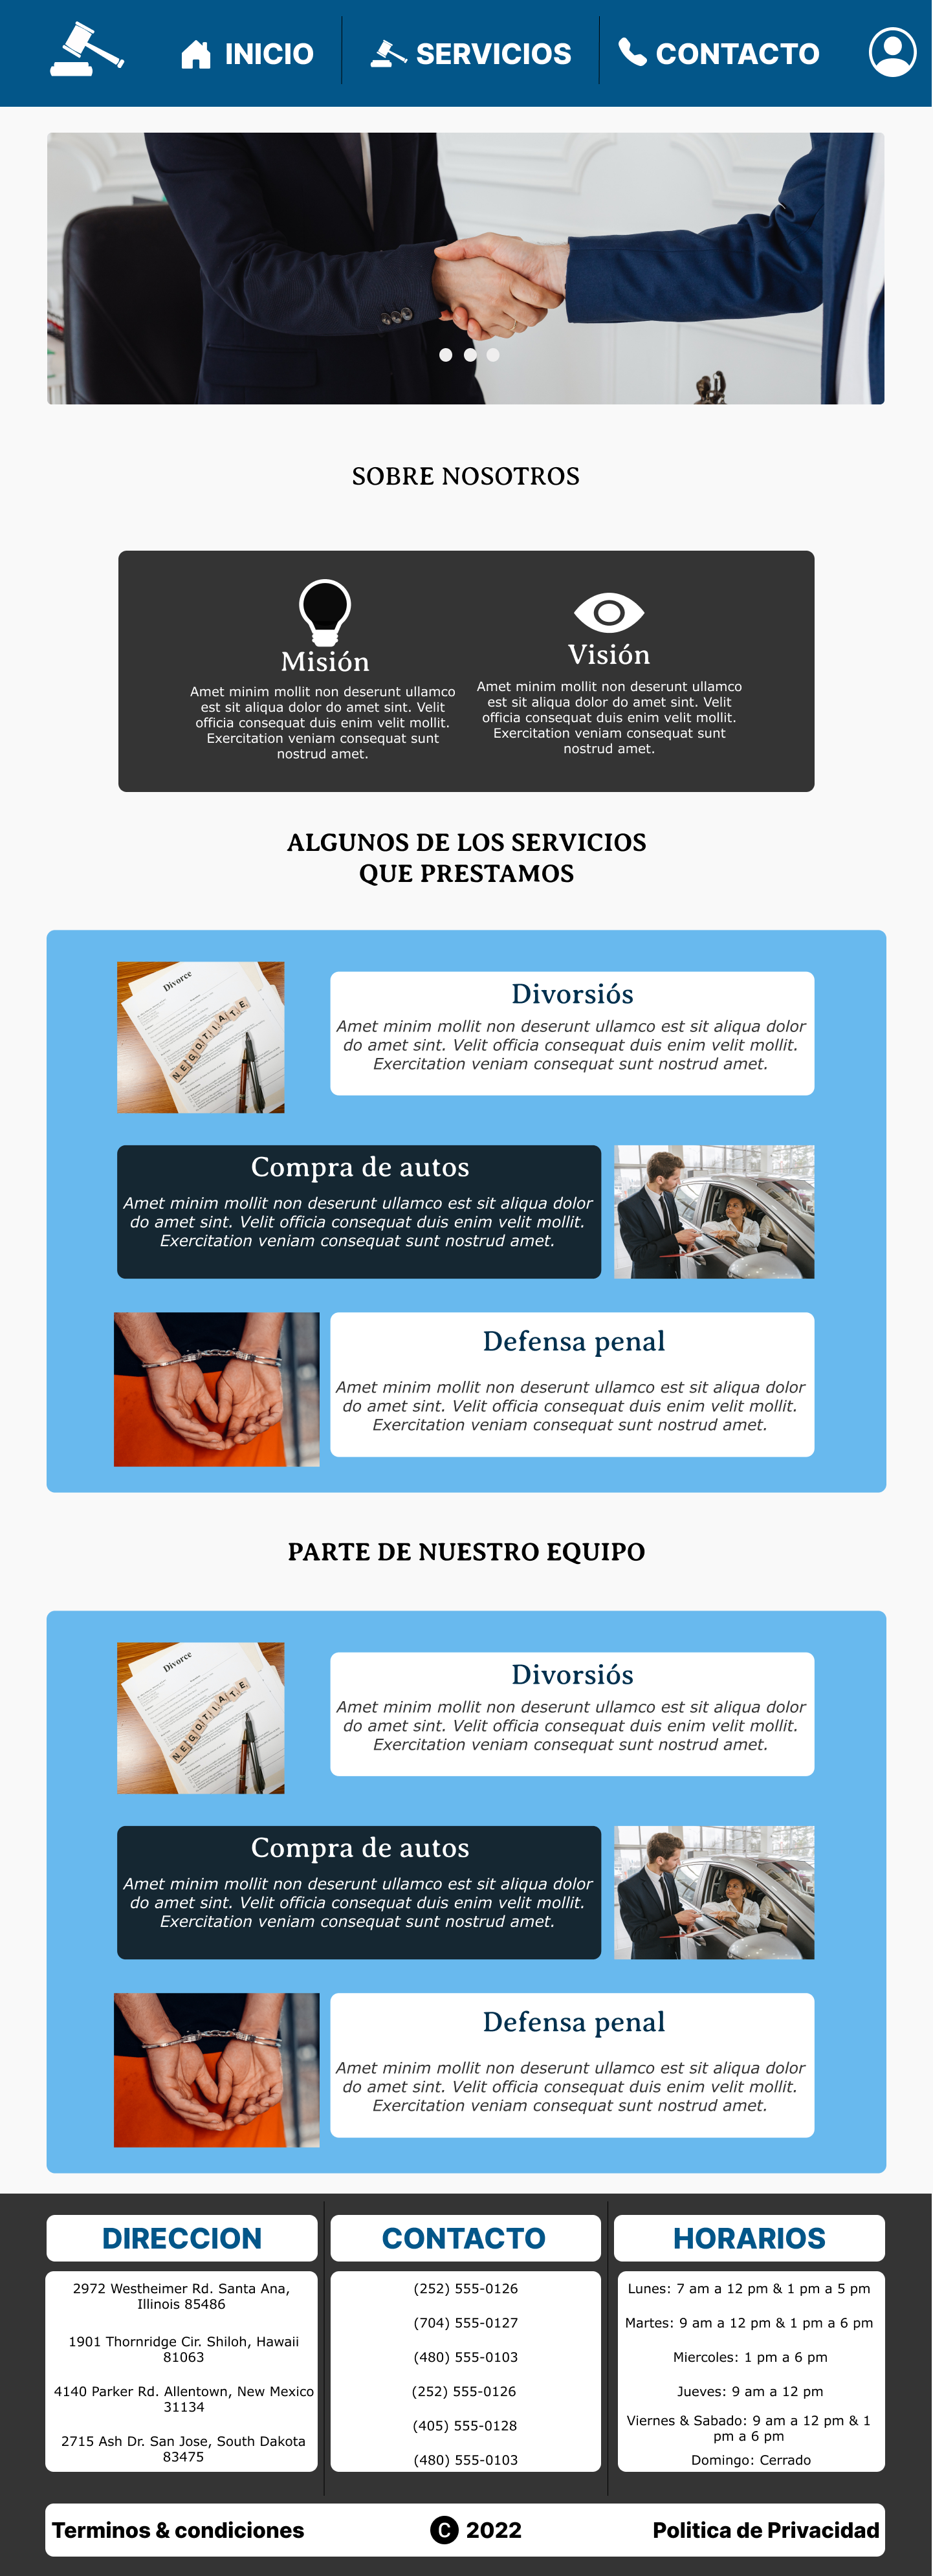 INICIO
SERVICIOS
CONTACTO
SOBRE NOSOTROS
Misión
Amet minim mollit non deserunt ullamco
est sit aliqua dolor do amet sint. Velit
officia consequat duis enim velit mollit.
Exercitation veniam consequat sunt
nostrud amet.
Visión
Amet minim mollit non deserunt ullamco
est sit aliqua dolor do amet sint. Velit
officia consequat duis enim velit mollit.
Exercitation veniam consequat sunt
nostrud amet.
ALGUNOS DE LOS SERVICIOS
QUE PRESTAMOS
Divorce
NEGOTIATE
Divorsiós
Amet minim mollit non deserunt ullamco est sit aliqua dolor
do amet sint. Velit officia consequat duis enim velit mollit.
Exercitation veniam consequat sunt nostrud amet.
Compra de autos
Amet minim mollit non deserunt ullamco est sit aliqua dolor
do amet sint. Velit officia consequat duis enim velit mollit.
Exercitation veniam consequat sunt nostrud amet.
Defensa penal
Amet minim mollit non deserunt ullamco est sit aliqua dolor
do amet sint. Velit officia consequat duis enim velit mollit.
Exercitation veniam consequat sunt nostrud amet.
PARTE DE NUESTRO EQUIPO
Divorce
NEGOTIATE
Divorsiós
Amet minim mollit non deserunt ullamco est sit aliqua dolor
do amet sint. Velit officia consequat duis enim velit mollit.
Exercitation veniam consequat sunt nostrud amet.
Compra de autos
Amet minim mollit non deserunt ullamco est sit aliqua dolor
do amet sint. Velit officia consequat duis enim velit mollit.
Exercitation veniam consequat sunt nostrud amet.
Defensa penal
Amet minim mollit non deserunt ullamco est sit aliqua dolor
do amet sint. Velit officia consequat duis enim velit mollit.
Exercitation veniam consequat sunt nostrud amet.
DIRECCION
2972 Westheimer Rd. Santa Ana,
Illinois 85486
1901 Thornridge Cir. Shiloh, Hawaii
81063
4140 Parker Rd. Allentown, New Mexico
31134
2715 Ash Dr. San Jose, South Dakota
83475
CONTACTO
(252) 555-0126
(704) 555-0127
(480) 555-0103
(252) 555-0126
(405) 555-0128
(480) 555-0103
HORARIOS
Lunes: 7 am a 12 pm & 1 pm a 5 pm
Martes: 9 am a 12 pm & 1 pm a 6 pm
Miercoles: 1 pm a 6 pm
Jueves: 9 am a 12 pm
Viernes & Sabado: 9 am a 12 pm & 1
pm a 6 pm
Domingo: Cerrado
Terminos & condiciones
C 2022
Politica de Privacidad